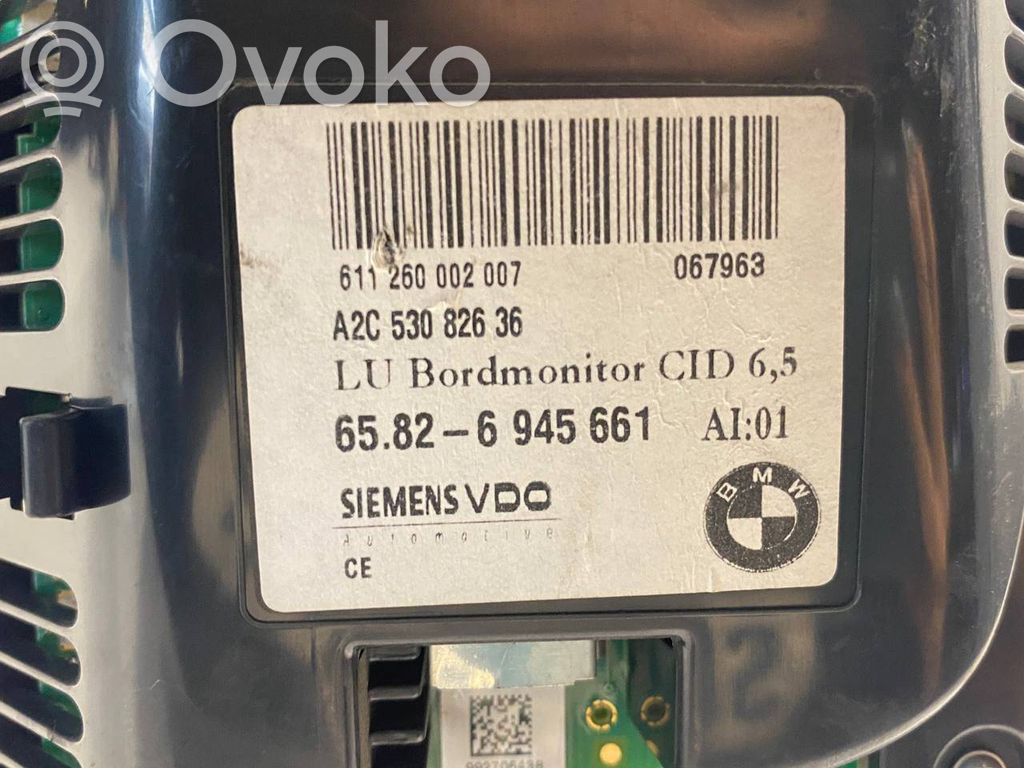 Ovoko
611 260 002 007 067963
A2C 530 826 36
LU Bordmonitor CID 6,5
65.82-6 945 661 AI:01
BMW
SIEMENS VDO
Automotive
CE
992706438